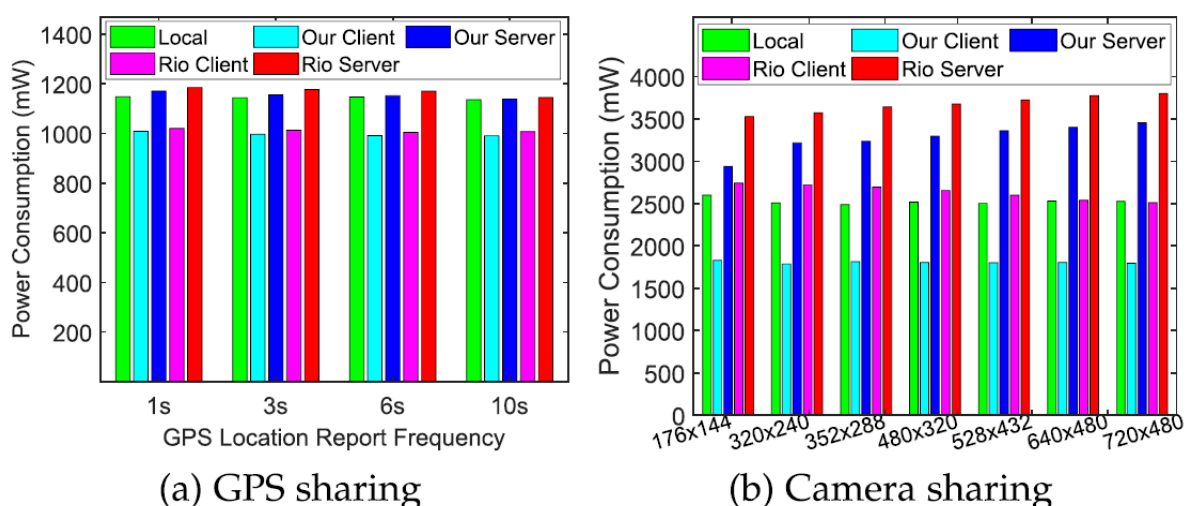 Power Consumption (mW)
1400
1200
1000
800
600
400
200
Local
Our Client
Our Server
Rio Client
Rio Server
1s
3s
6s
10s
GPS Location Report Frequency
(a) GPS sharing
Power Consumption (mW)
4000
3500
3000
2500
2000
1500
1000
500
0
Local
Our Client
Our Server
Rio Client
Rio Server
176x144
320x240
352x288
480x320
528x432
640x480
720x480
(b) Camera sharing